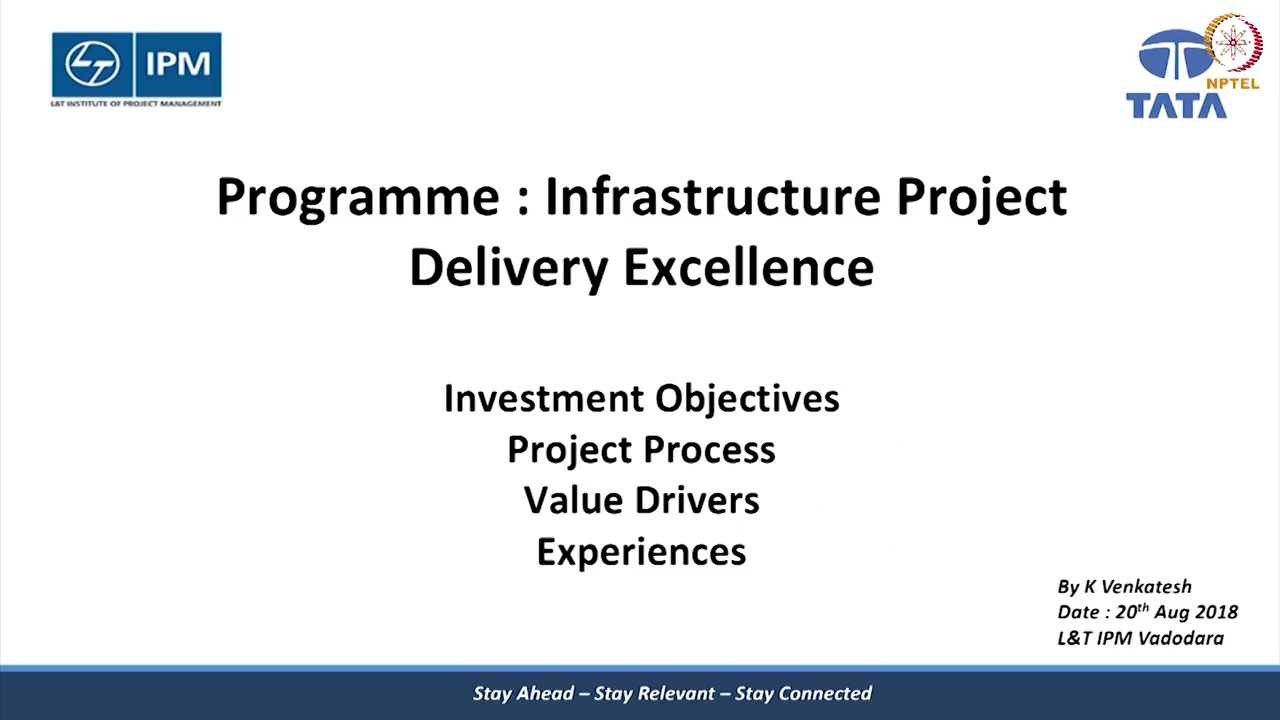 LT IPM
L&T INSTITUTE OF PROJECT MANAGEMENT
NPTEL
TATA
Programme : Infrastructure Project
Delivery Excellence
Investment Objectives
Project Process
Value Drivers
Experiences
By K Venkatesh
Date : 20th Aug 2018
L&T IPM Vadodara
Stay Ahead – Stay Relevant – Stay Connected